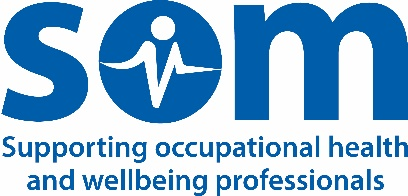 som
Supporting occupational health
and wellbeing professionals